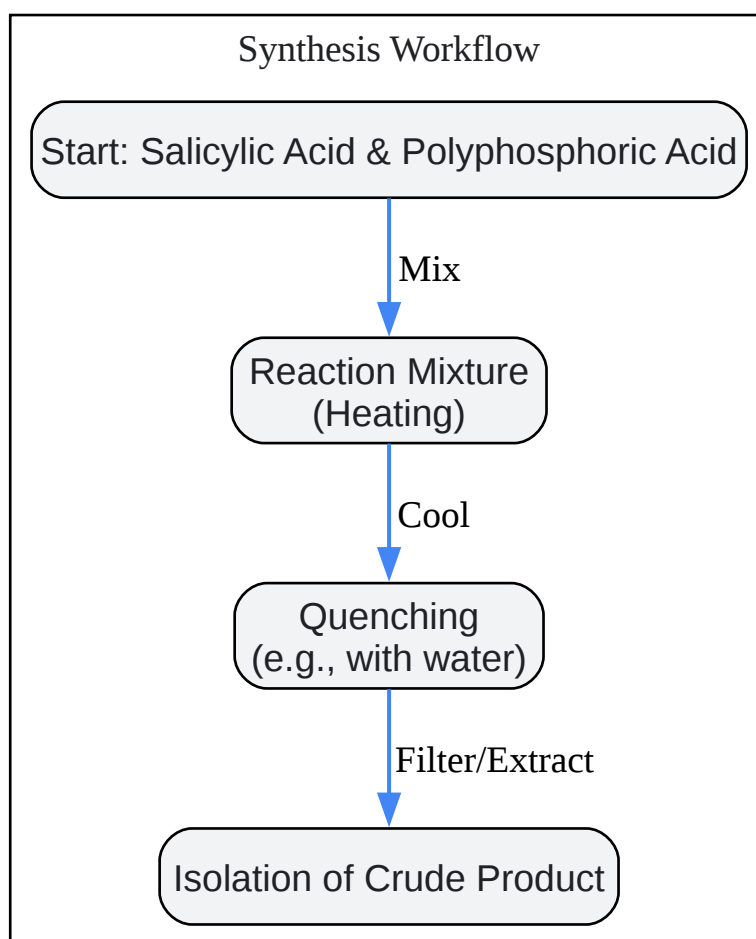 Synthesis Workflow
Start: Salicylic Acid & Polyphosphoric Acid
Mix
Reaction Mixture
(Heating)
Cool
Quenching
(e.g., with water)
Filter/Extract
Isolation of Crude Product